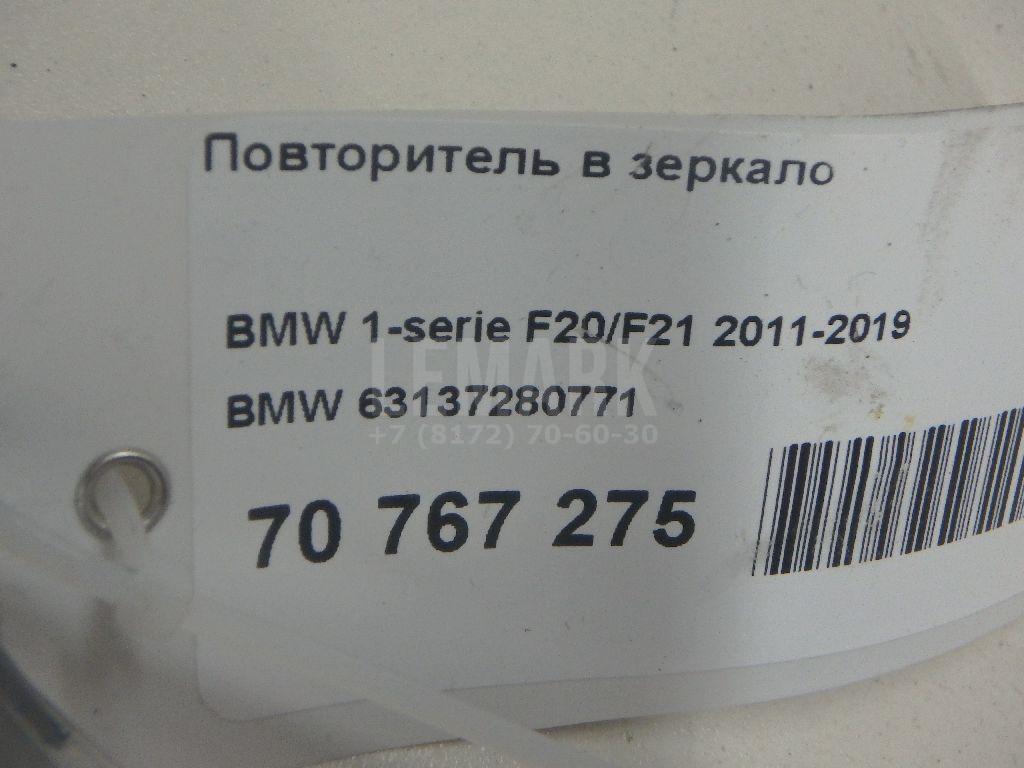 Повторитель в зеркало
BMW 1-serie F20/F21 2011-2019
LEMARK
BMW 63137280771
+7 (8172) 70-60-30
70 767 275